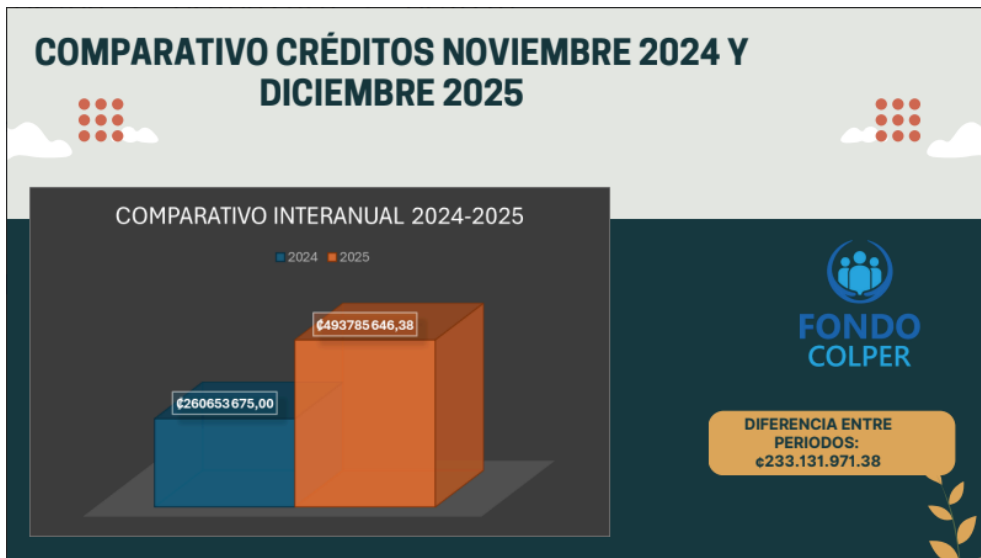 COMPARATIVO CRÉDITOS NOVIEMBRE 2024 Y
DICIEMBRE 2025
COMPARATIVO INTERANUAL 2024-2025
2024 2025
₡493785646,38
₡260653675,00
FONDO
COLPER
DIFERENCIA ENTRE
PERIODOS:
¢233.131.971.38